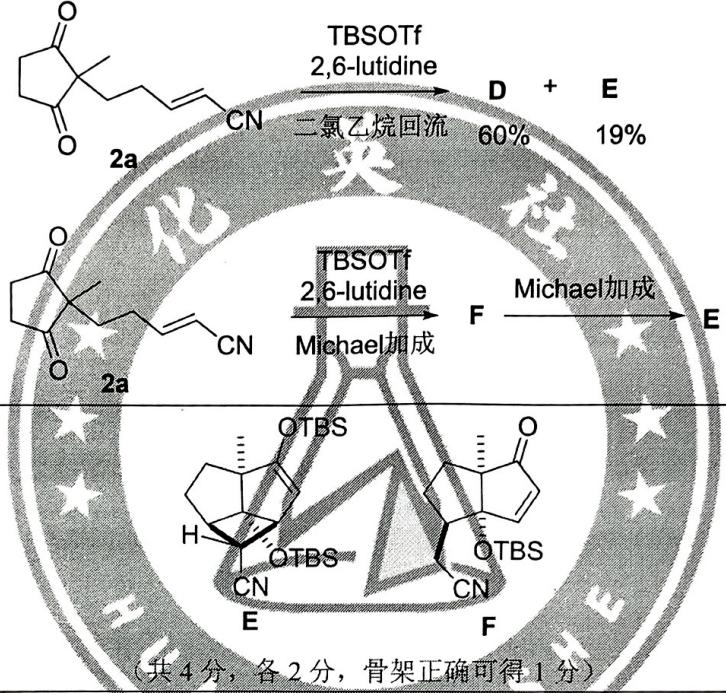 O
TBSOTf
2,6-lutidine
D + E
CN
二氯乙烷回流
60% 19%
O
2a
化 央 社
O
TBSOTf
2,6-lutidine
Michael加成
F
Michael加成
E
CN
O
2a
OTBS
O
H
OTBS
OTBS
CN
CN
E
F
(共4分，各2分，骨架正确可得1分)